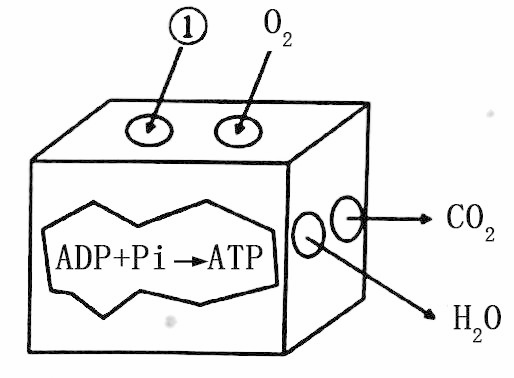 ① O₂
ADP+Pi→ATP
CO₂
H₂O